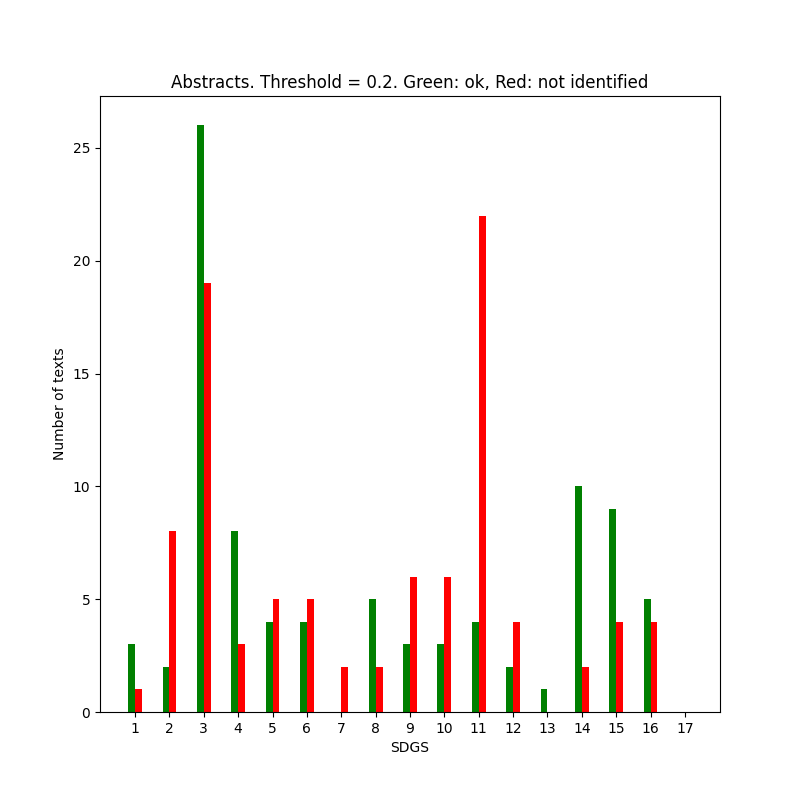 Abstracts. Threshold = 0.2. Green: ok, Red: not identified
25
20
15
10
5
0
Number of texts
1 2 3 4 5 6 7 8 9 10 11 12 13 14 15 16 17
SDGS